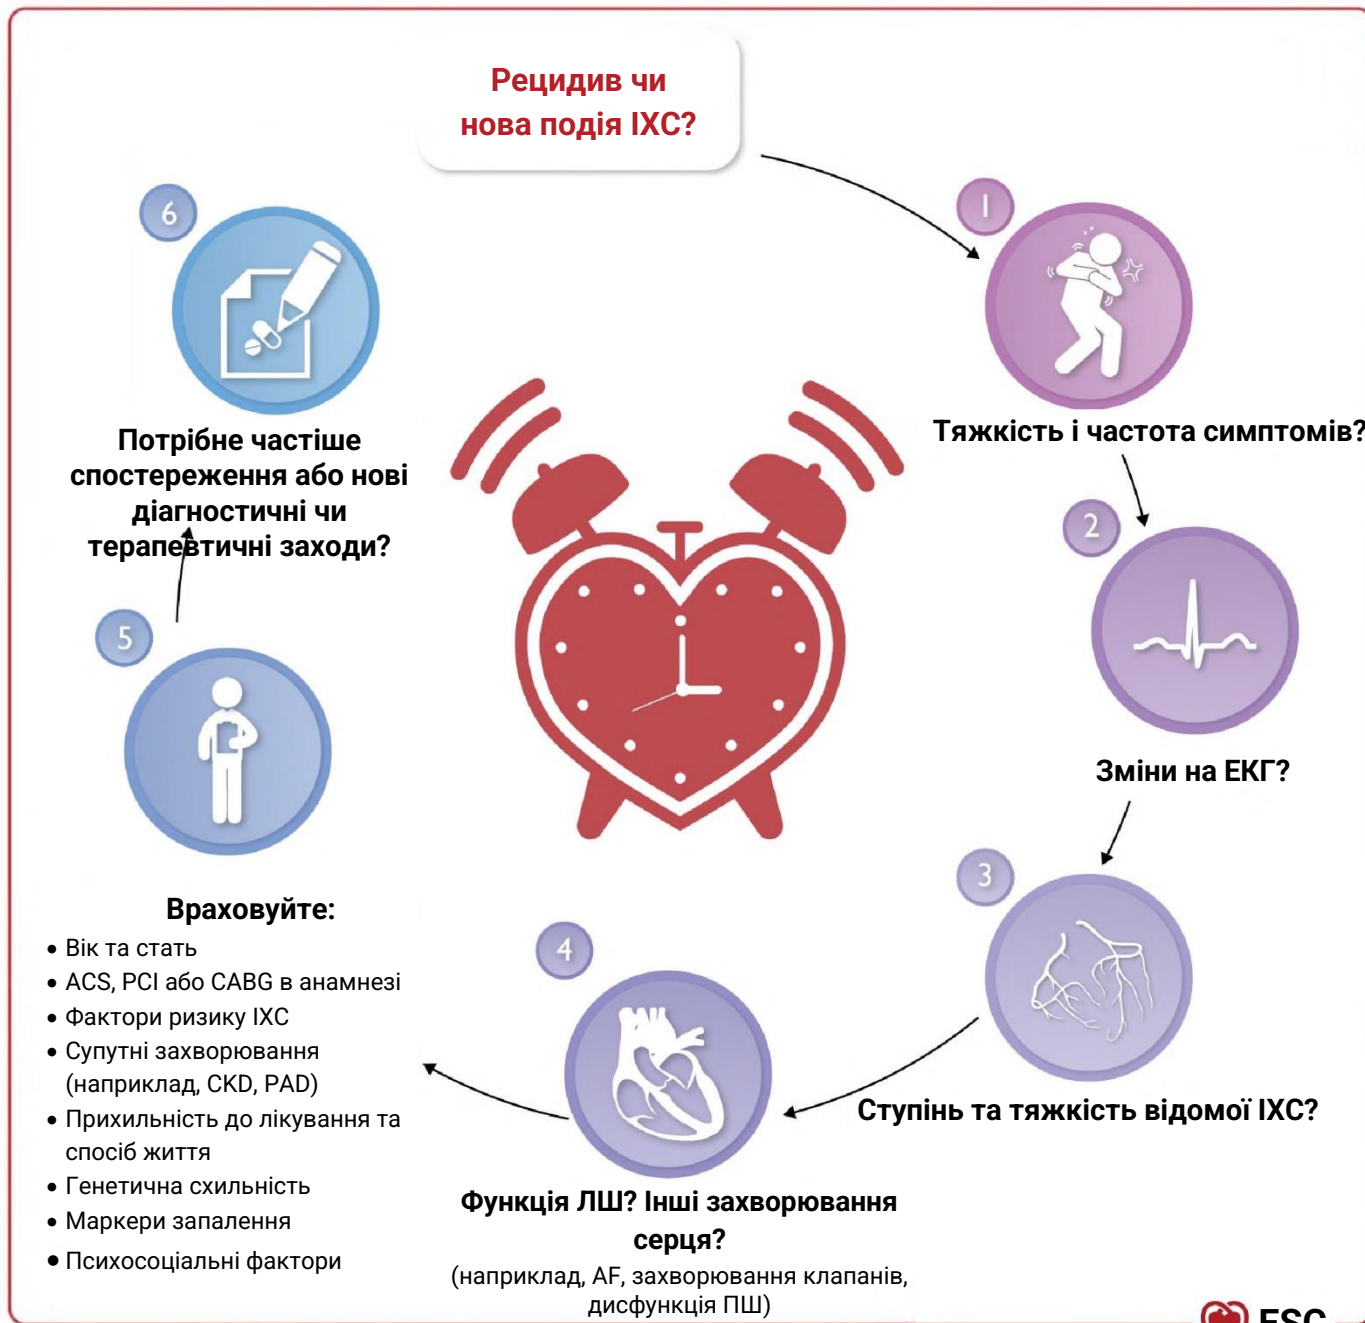 Рецидив чи
нова подія ІХС?
1
Тяжкість і частота симптомів?
2
Зміни на ЕКГ?
3
Ступінь та тяжкість відомої ІХС?
4
Функція ЛШ? Інші захворювання
серця?
(наприклад, AF, захворювання клапанів,
дисфункція ПШ)
5
Враховуйте:
• Вік та стать
• ACS, PCI або CABG в анамнезі
• Фактори ризику ІХС
• Супутні захворювання
(наприклад, CKD, PAD)
• Прихильність до лікування та
спосіб життя
• Генетична схильність
• Маркери запалення
• Психосоціальні фактори
6
Потрібне частіше
спостереження або нові
діагностичні чи
терапевтичні заходи?
ESC